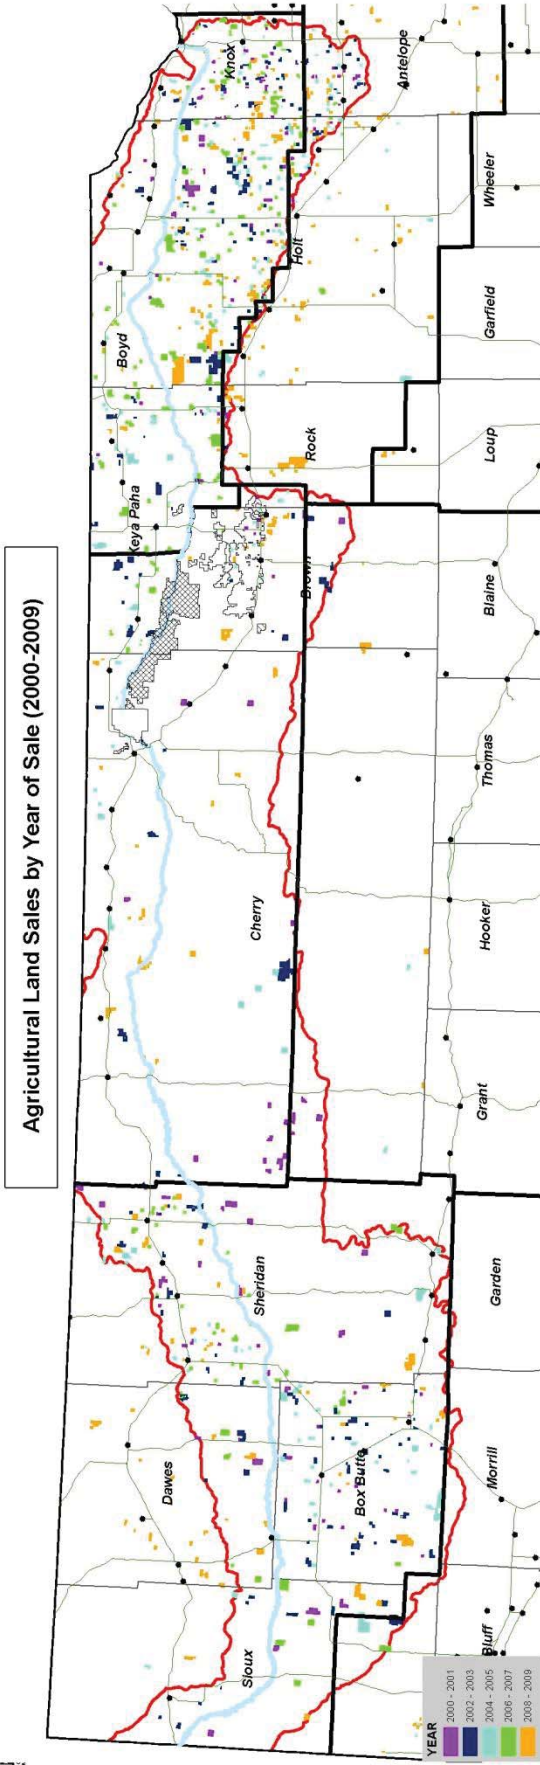 Agricultural Land Sales by Year of Sale (2000-2009)
Sioux
Dawes
Box Butte
Sheridan
Cherry
Keya Paha
Brown
Boyd
Rock
Holt
Knox
Antelope
Bluff
Morrill
Garden
Grant
Hooker
Thomas
Blaine
Loup
Garfield
Wheeler
YEAR
2000 - 2001
2002 - 2003
2004 - 2005
2006 - 2007
2008 - 2009